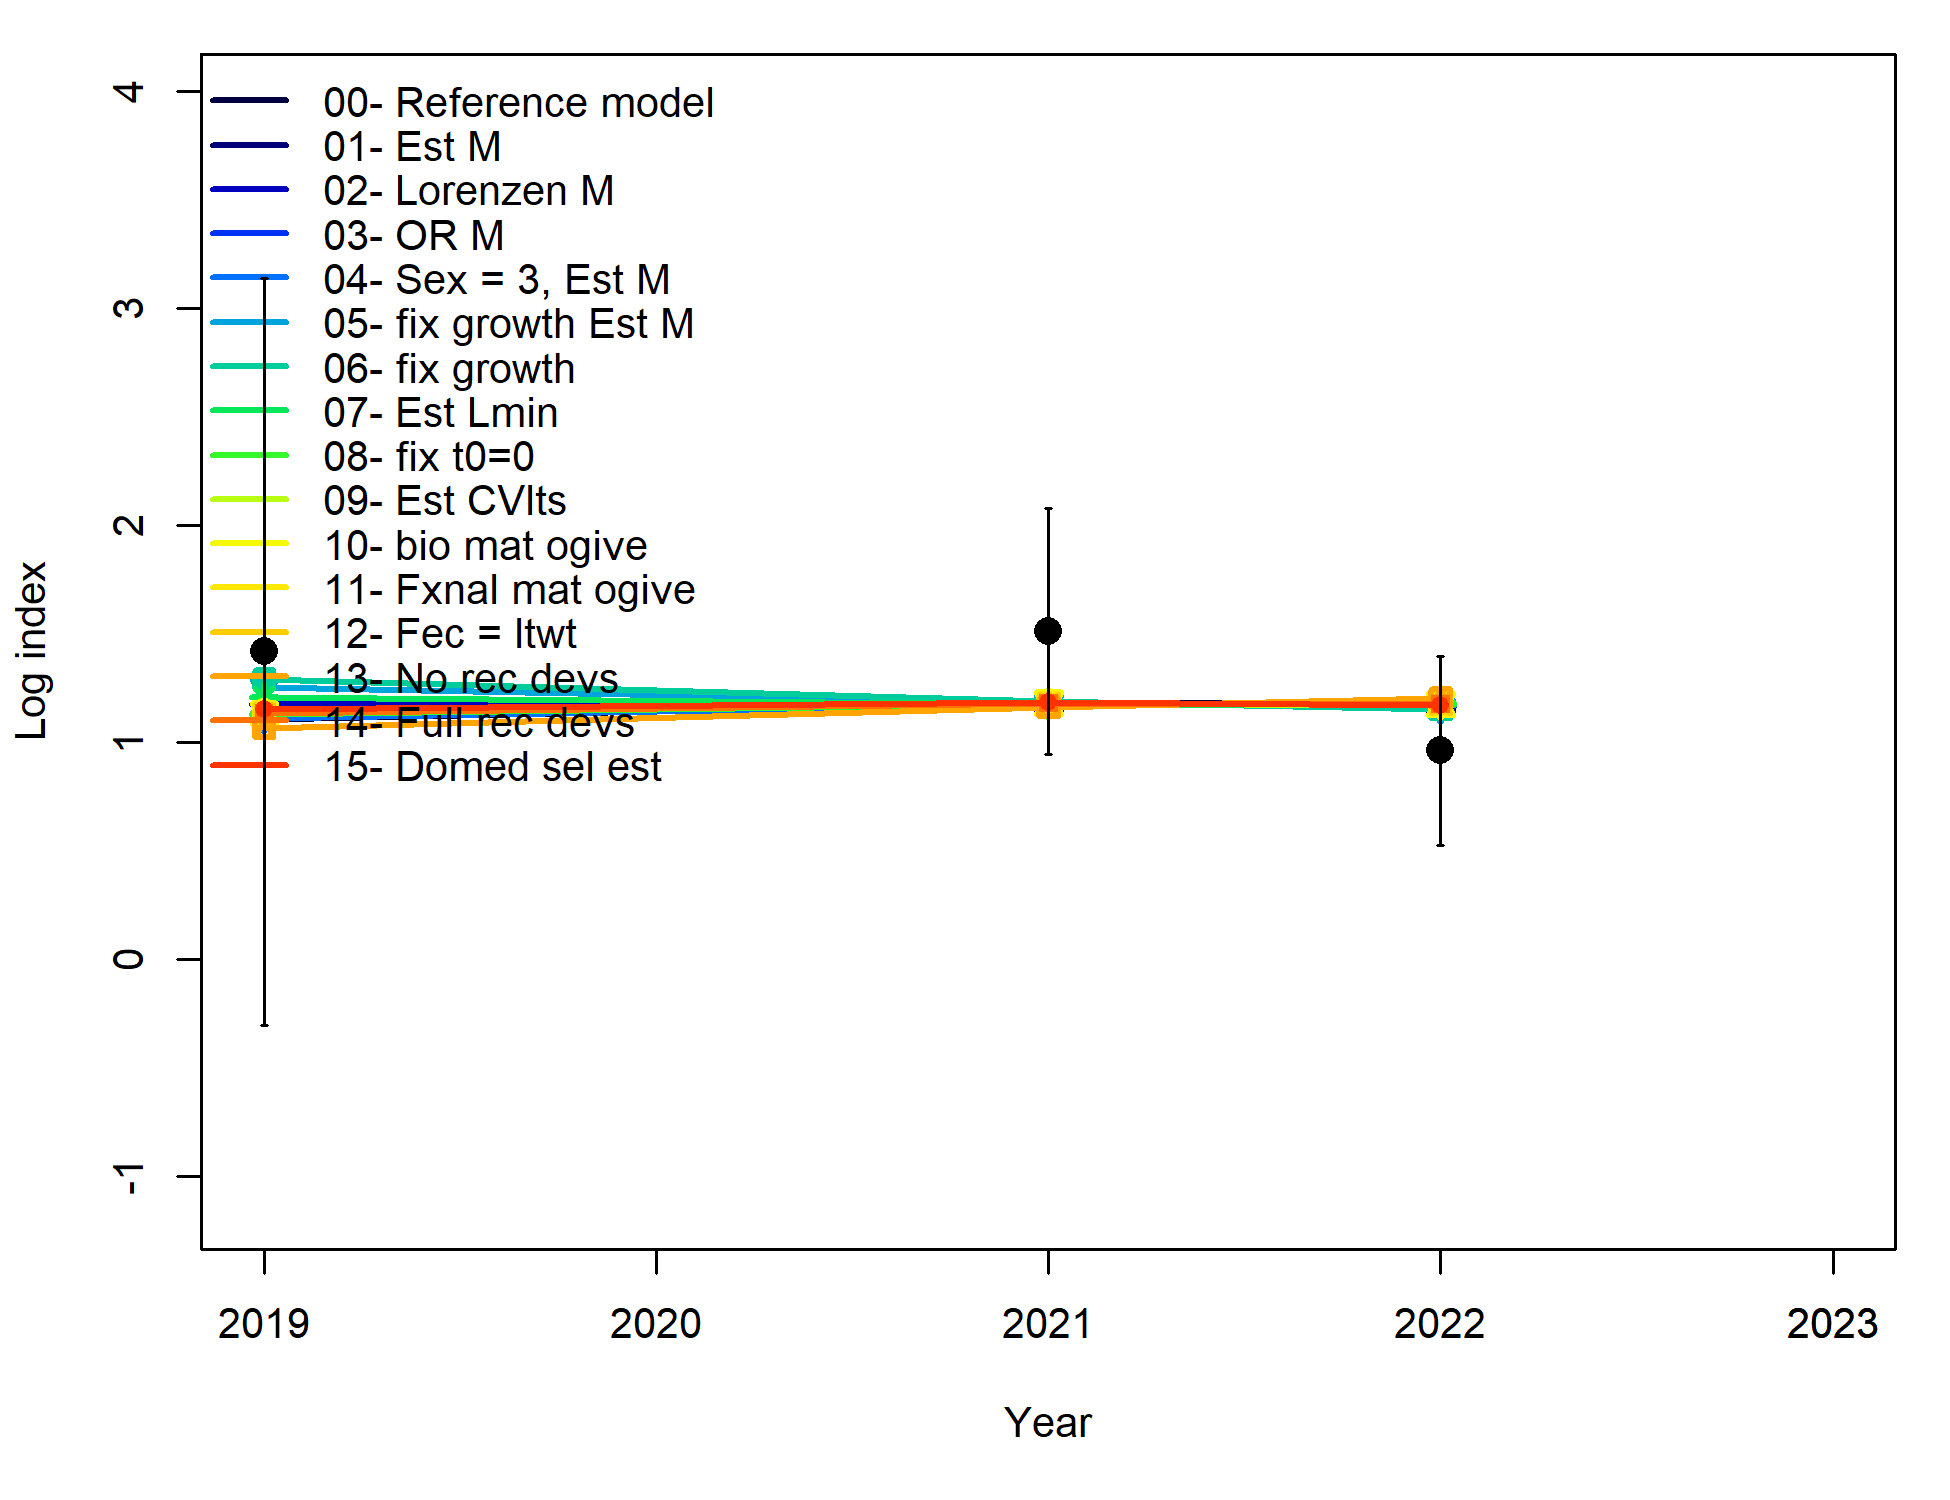 4
3
2
1
0
-1
Log index
00- Reference model
01- Est M
02- Lorenzen M
03- OR M
04- Sex = 3, Est M
05- fix growth Est M
06- fix growth
07- Est Lmin
08- fix t0=0
09- Est CVlts
10- bio mat ogive
11- Fxnal mat ogive
12- Fec = ltwt
13- No rec devs
14- Full rec devs
15- Domed sel est
2019 2020 2021 2022 2023
Year